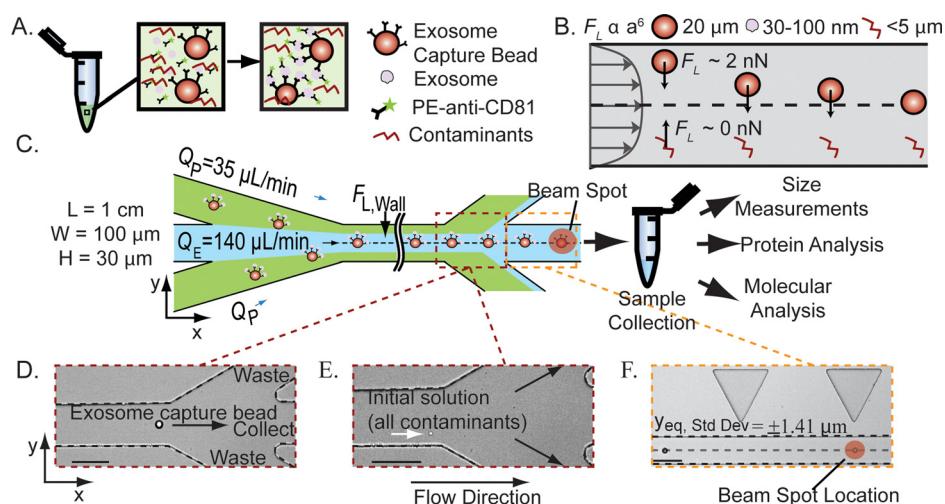 A.
Exosome
Capture Bead
Exosome
PE-anti-CD81
Contaminants
B. F_L α a⁶ 20 µm 30-100 nm <5 µm
F_L ~ 2 nN
F_L ~ 0 nN
C.
Q_P=35 µL/min
F_L,Wall
Beam Spot
L = 1 cm
W = 100 µm
H = 30 µm
Q_E=140 µL/min
Q_P
y
x
Sample
Collection
Size
Measurements
Protein Analysis
Molecular
Analysis
D.
Waste
Exosome capture bead
Collect
Waste
y
x
E.
Initial solution
(all contaminants)
Flow Direction
F.
y_eq, Std Dev = ±1.41 µm
Beam Spot Location